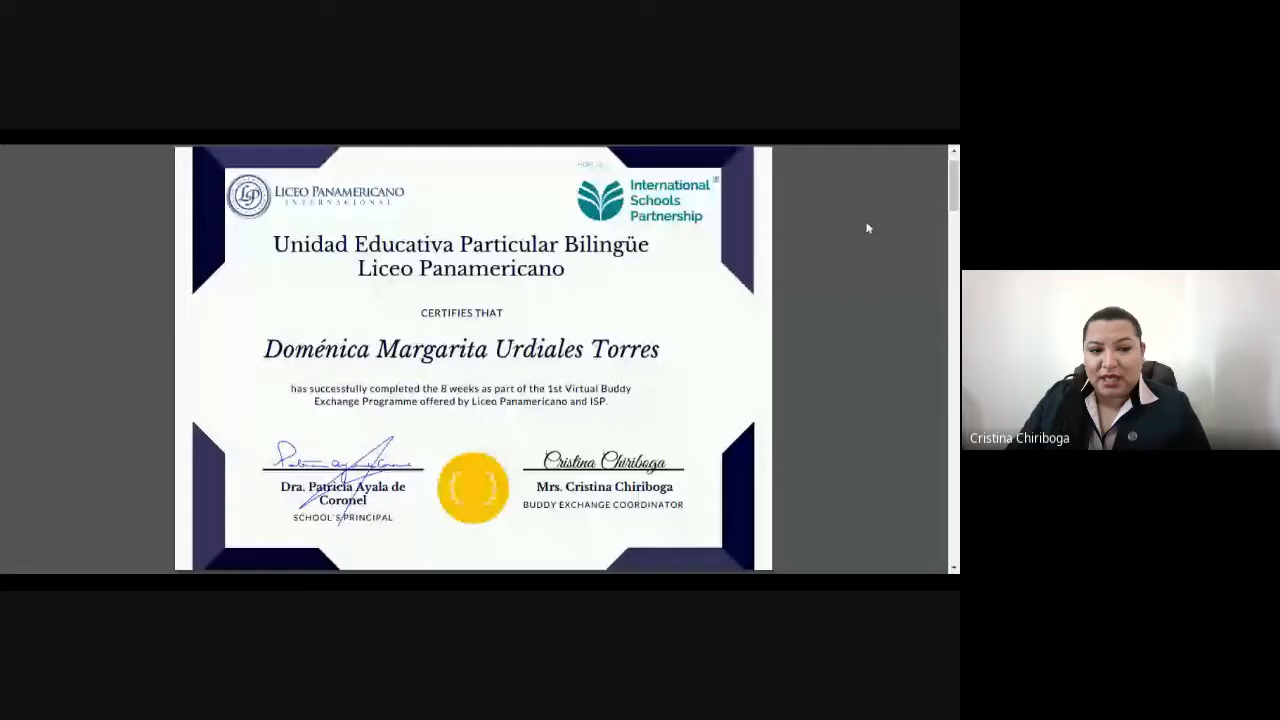 LICEO PANAMERICANO
INTERNACIONAL
International
Schools
Partnership
Unidad Educativa Particular Bilingüe
Liceo Panamericano
CERTIFIES THAT
Doménica Margarita Urdiales Torres
has successfully completed the 8 weeks as part of the 1st Virtual Buddy
Exchange Programme offered by Liceo Panamericano and ISP.
Cristina Chiriboga
Dra. Patricia Ayala de
Coronel
SCHOOL'S PRINCIPAL
Mrs. Cristina Chiriboga
BUDDY EXCHANGE COORDINATOR
Cristina Chiriboga